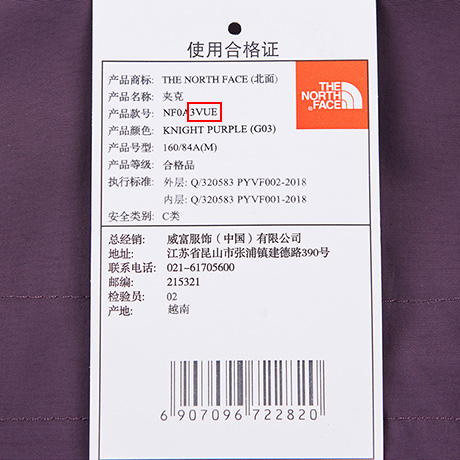 使用合格证
产品商标: THE NORTH FACE (北面)
产品名称: 夹克
产品款号: NF0A3VUE
产品颜色: KNIGHT PURPLE (G03)
产品号型: 160/84A(M)
产品等级: 合格品
执行标准: 外层: Q/320583 PYVF002-2018
内层: Q/320583 PYVF001-2018
安全类别: C类
THE
NORTH
FACE
总经销: 威富服饰（中国）有限公司
地址: 江苏省昆山市张浦镇建德路390号
联系电话: 021-61705600
邮编: 215321
检验员: 02
产地: 越南
6 907096 722820